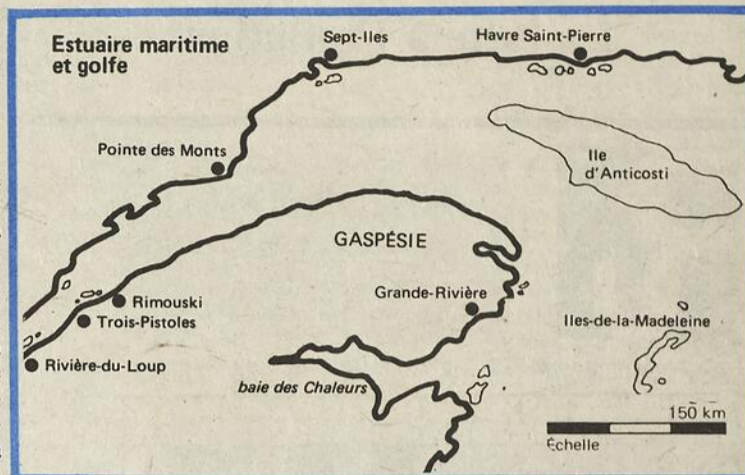 Estuaire maritime
et golfe
Sept-Iles
Havre Saint-Pierre
Pointe des Monts
Ile
d'Anticosti
GASPÉSIE
Rimouski
Grande-Rivière
Trois-Pistoles
Iles-de-la-Madeleine
Rivière-du-Loup
baie des Chaleurs
150 km
Échelle